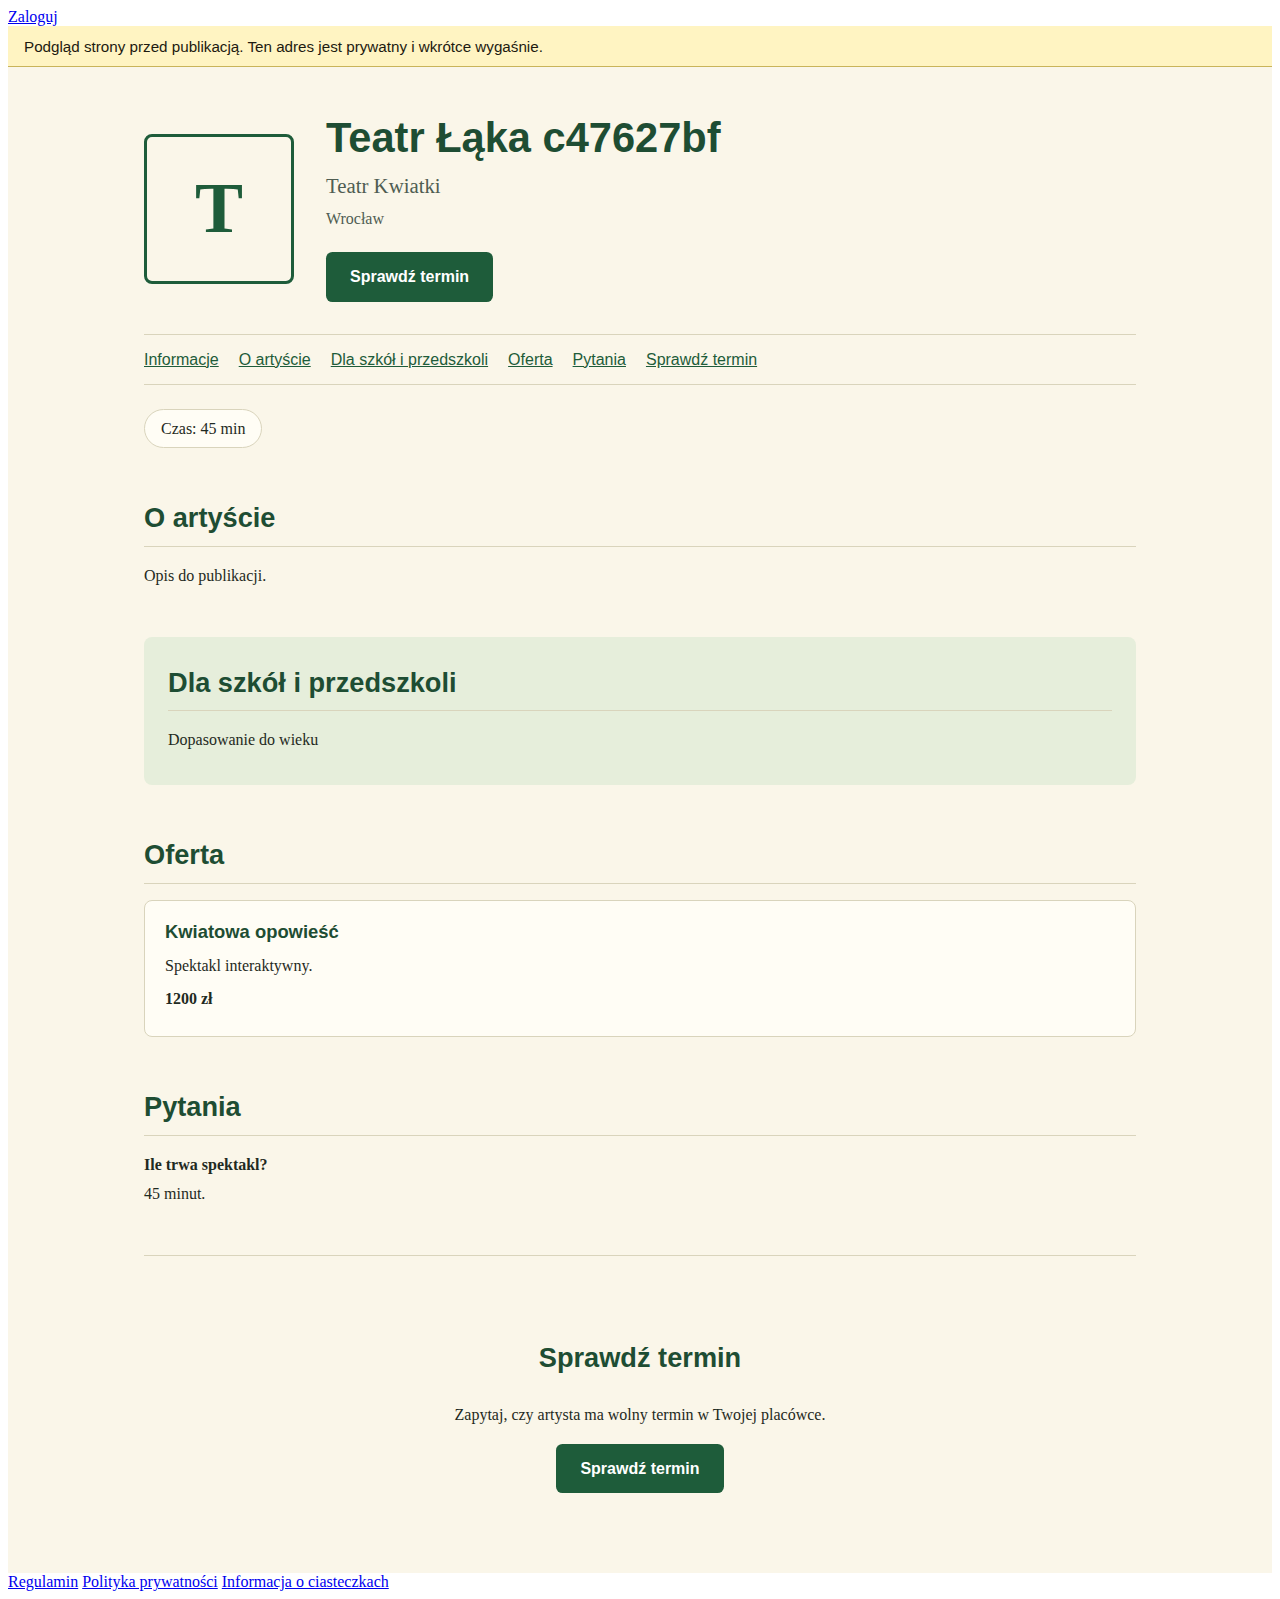 Zaloguj
Podgląd strony przed publikacją. Ten adres jest prywatny i wkrótce wygaśnie.
T
Teatr Łąka c47627bf
Teatr Kwiatki
Wrocław
Sprawdź termin
Informacje O artyście Dla szkół i przedszkoli Oferta Pytania Sprawdź termin
Czas: 45 min
O artyście
Opis do publikacji.
Dla szkół i przedszkoli
Dopasowanie do wieku
Oferta
Kwiatowa opowieść
Spektakl interaktywny.
1200 zł
Pytania
Ile trwa spektakl?
45 minut.
Sprawdź termin
Zapytaj, czy artysta ma wolny termin w Twojej placówce.
Sprawdź termin
Regulamin Polityka prywatności Informacja o ciasteczkach